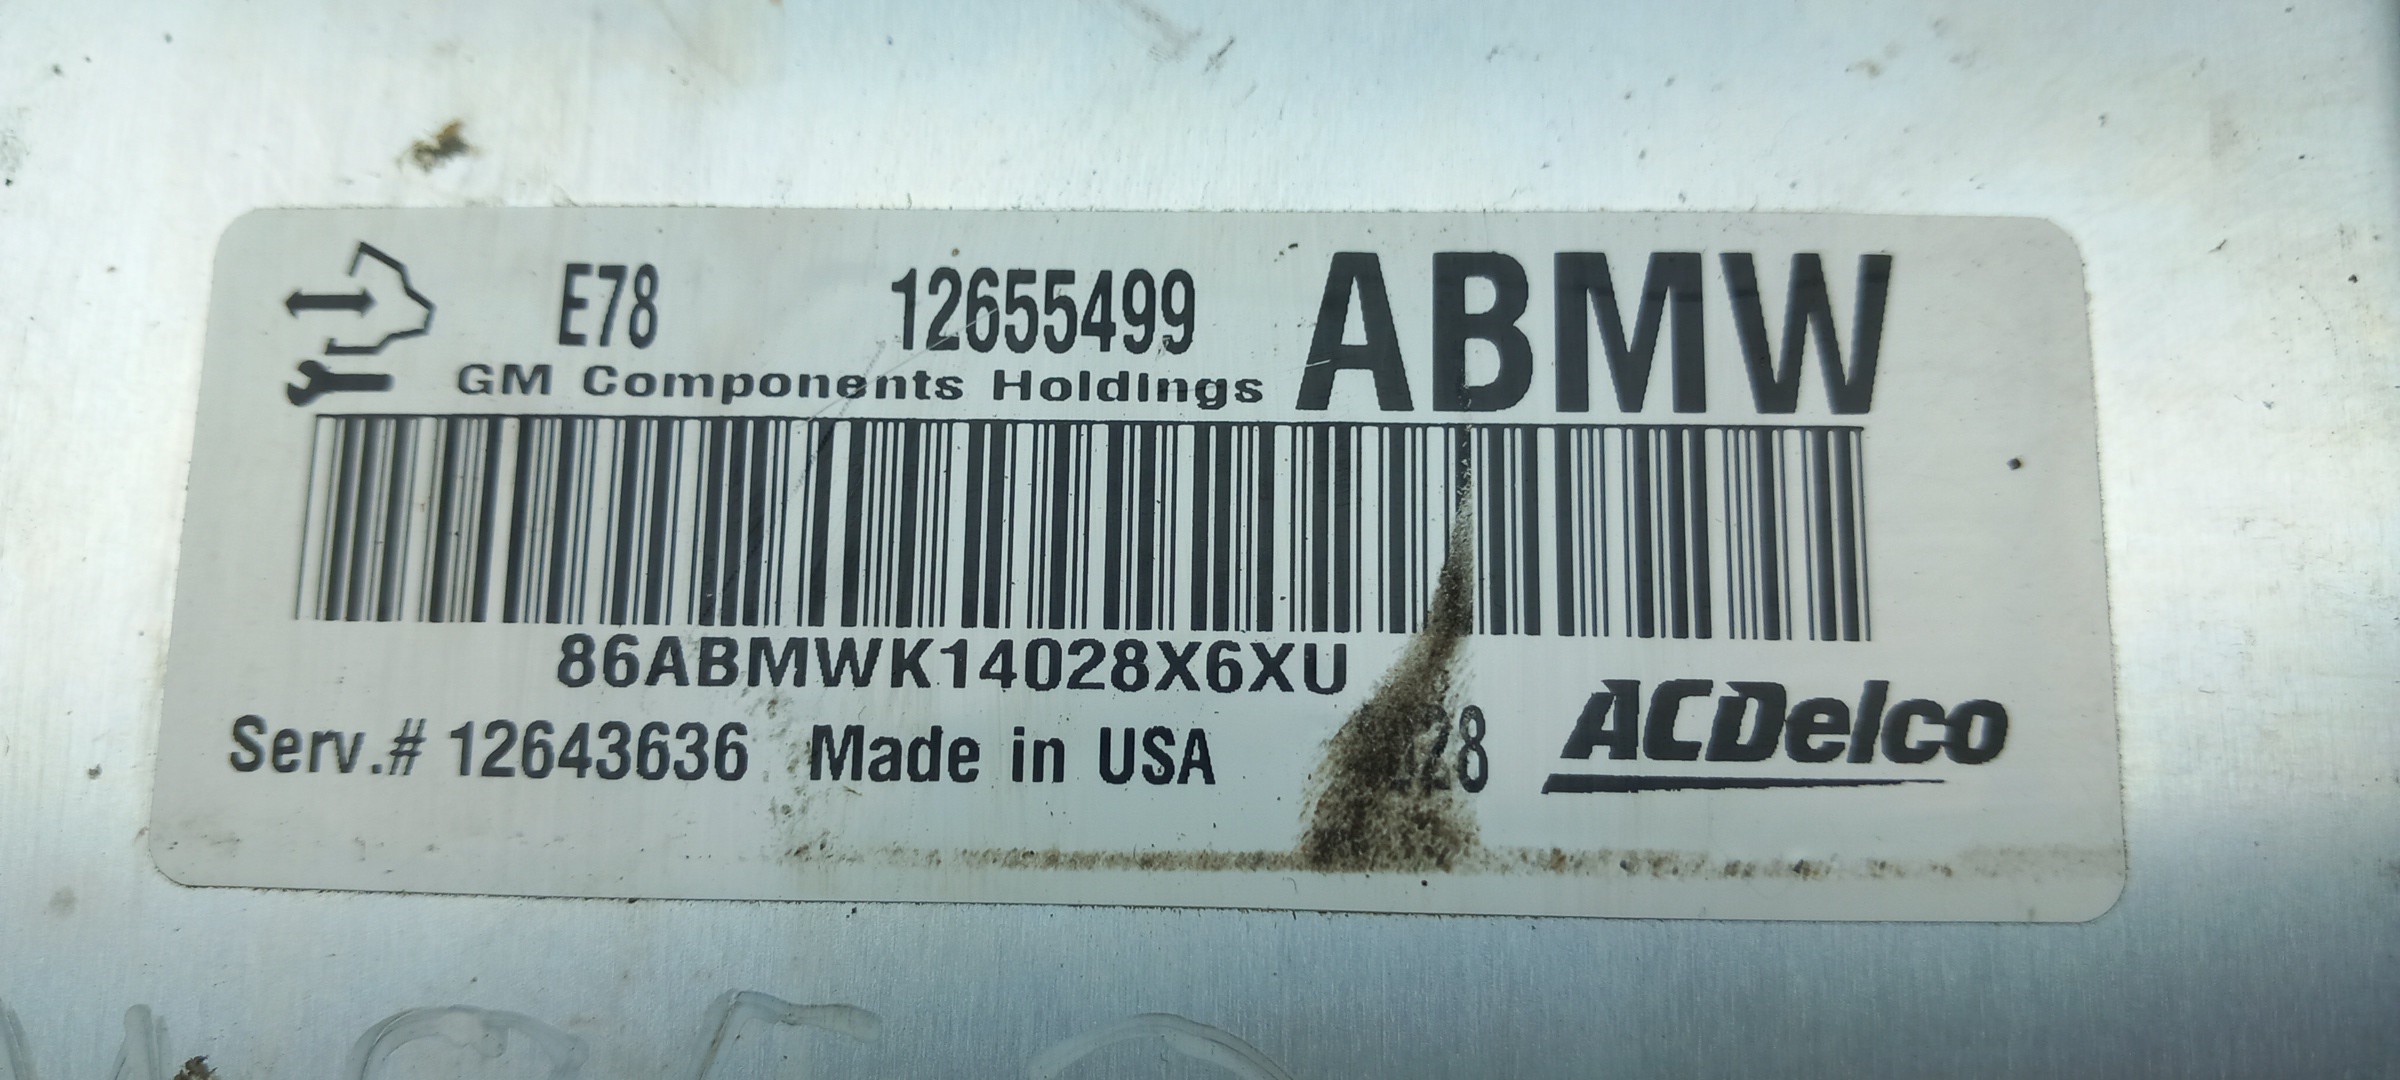 E78 12655499 ABMW
GM Components Holdings
86ABMWK14028X6XU
Serv.# 12643636 Made in USA ACDelco